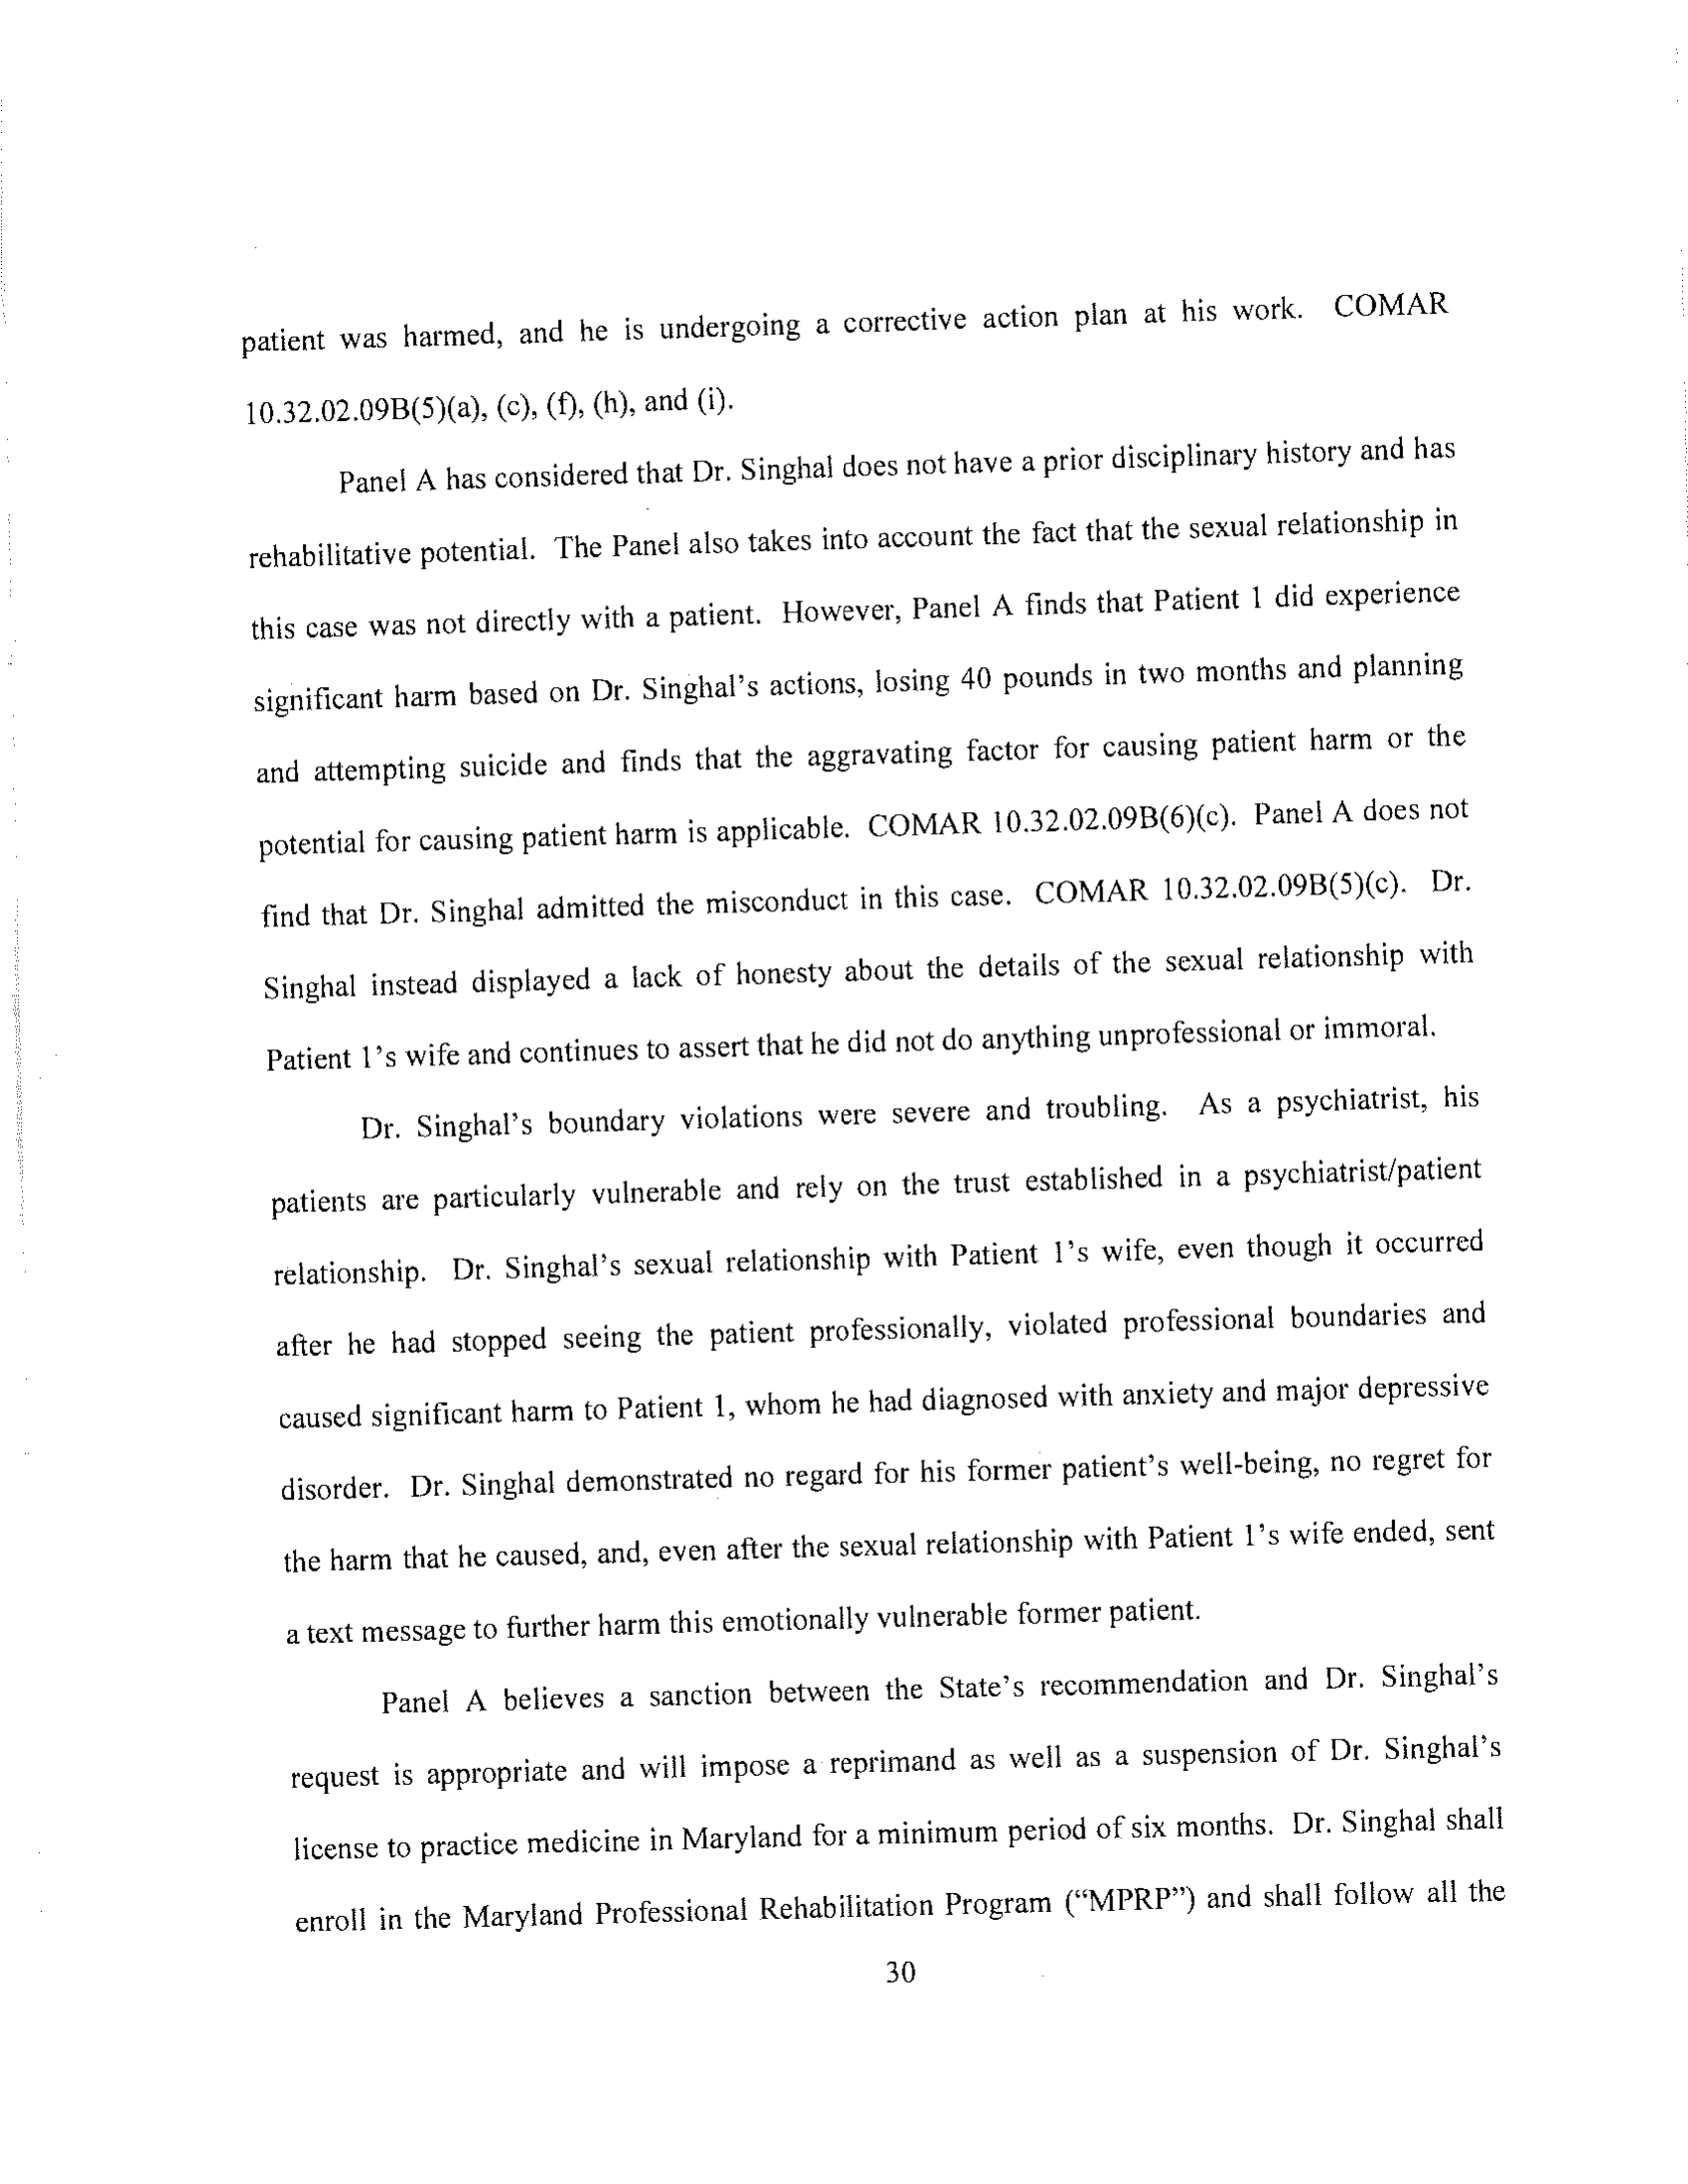 patient was harmed, and he is undergoing a corrective action plan at his work. COMAR
10.32.02.09B(5)(a), (c), (f), (h), and (i).
Panel A has considered that Dr. Singhal does not have a prior disciplinary history and has
rehabilitative potential. The Panel also takes into account the fact that the sexual relationship in
this case was not directly with a patient. However, Panel A finds that Patient 1 did experience
significant harm based on Dr. Singhal's actions, losing 40 pounds in two months and planning
and attempting suicide and finds that the aggravating factor for causing patient harm or the
potential for causing patient harm is applicable. COMAR 10.32.02.09B(6)(c). Panel A does not
find that Dr. Singhal admitted the misconduct in this case. COMAR 10.32.02.09B(5)(c). Dr.
Singhal instead displayed a lack of honesty about the details of the sexual relationship with
Patient 1's wife and continues to assert that he did not do anything unprofessional or immoral.
Dr. Singhal's boundary violations were severe and troubling. As a psychiatrist, his
patients are particularly vulnerable and rely on the trust established in a psychiatrist/patient
relationship. Dr. Singhal's sexual relationship with Patient 1's wife, even though it occurred
after he had stopped seeing the patient professionally, violated professional boundaries and
caused significant harm to Patient 1, whom he had diagnosed with anxiety and major depressive
disorder. Dr. Singhal demonstrated no regard for his former patient's well-being, no regret for
the harm that he caused, and, even after the sexual relationship with Patient 1's wife ended, sent
a text message to further harm this emotionally vulnerable former patient.
Panel A believes a sanction between the State's recommendation and Dr. Singhal's
request is appropriate and will impose a reprimand as well as a suspension of Dr. Singhal's
license to practice medicine in Maryland for a minimum period of six months. Dr. Singhal shall
enroll in the Maryland Professional Rehabilitation Program ("MPRP") and shall follow all the
30